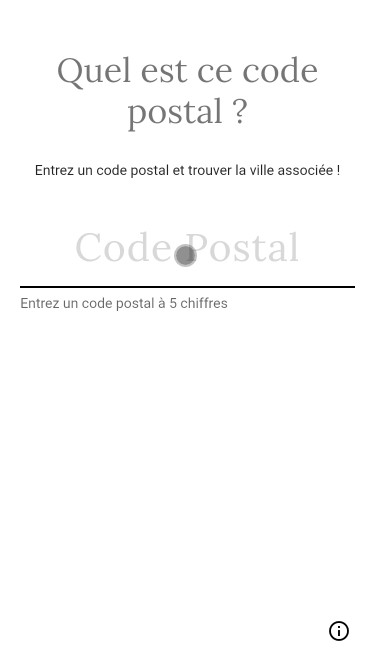 Quel est ce code
postal ?
Entrez un code postal et trouver la ville associée !
Code Postal
Entrez un code postal à 5 chiffres